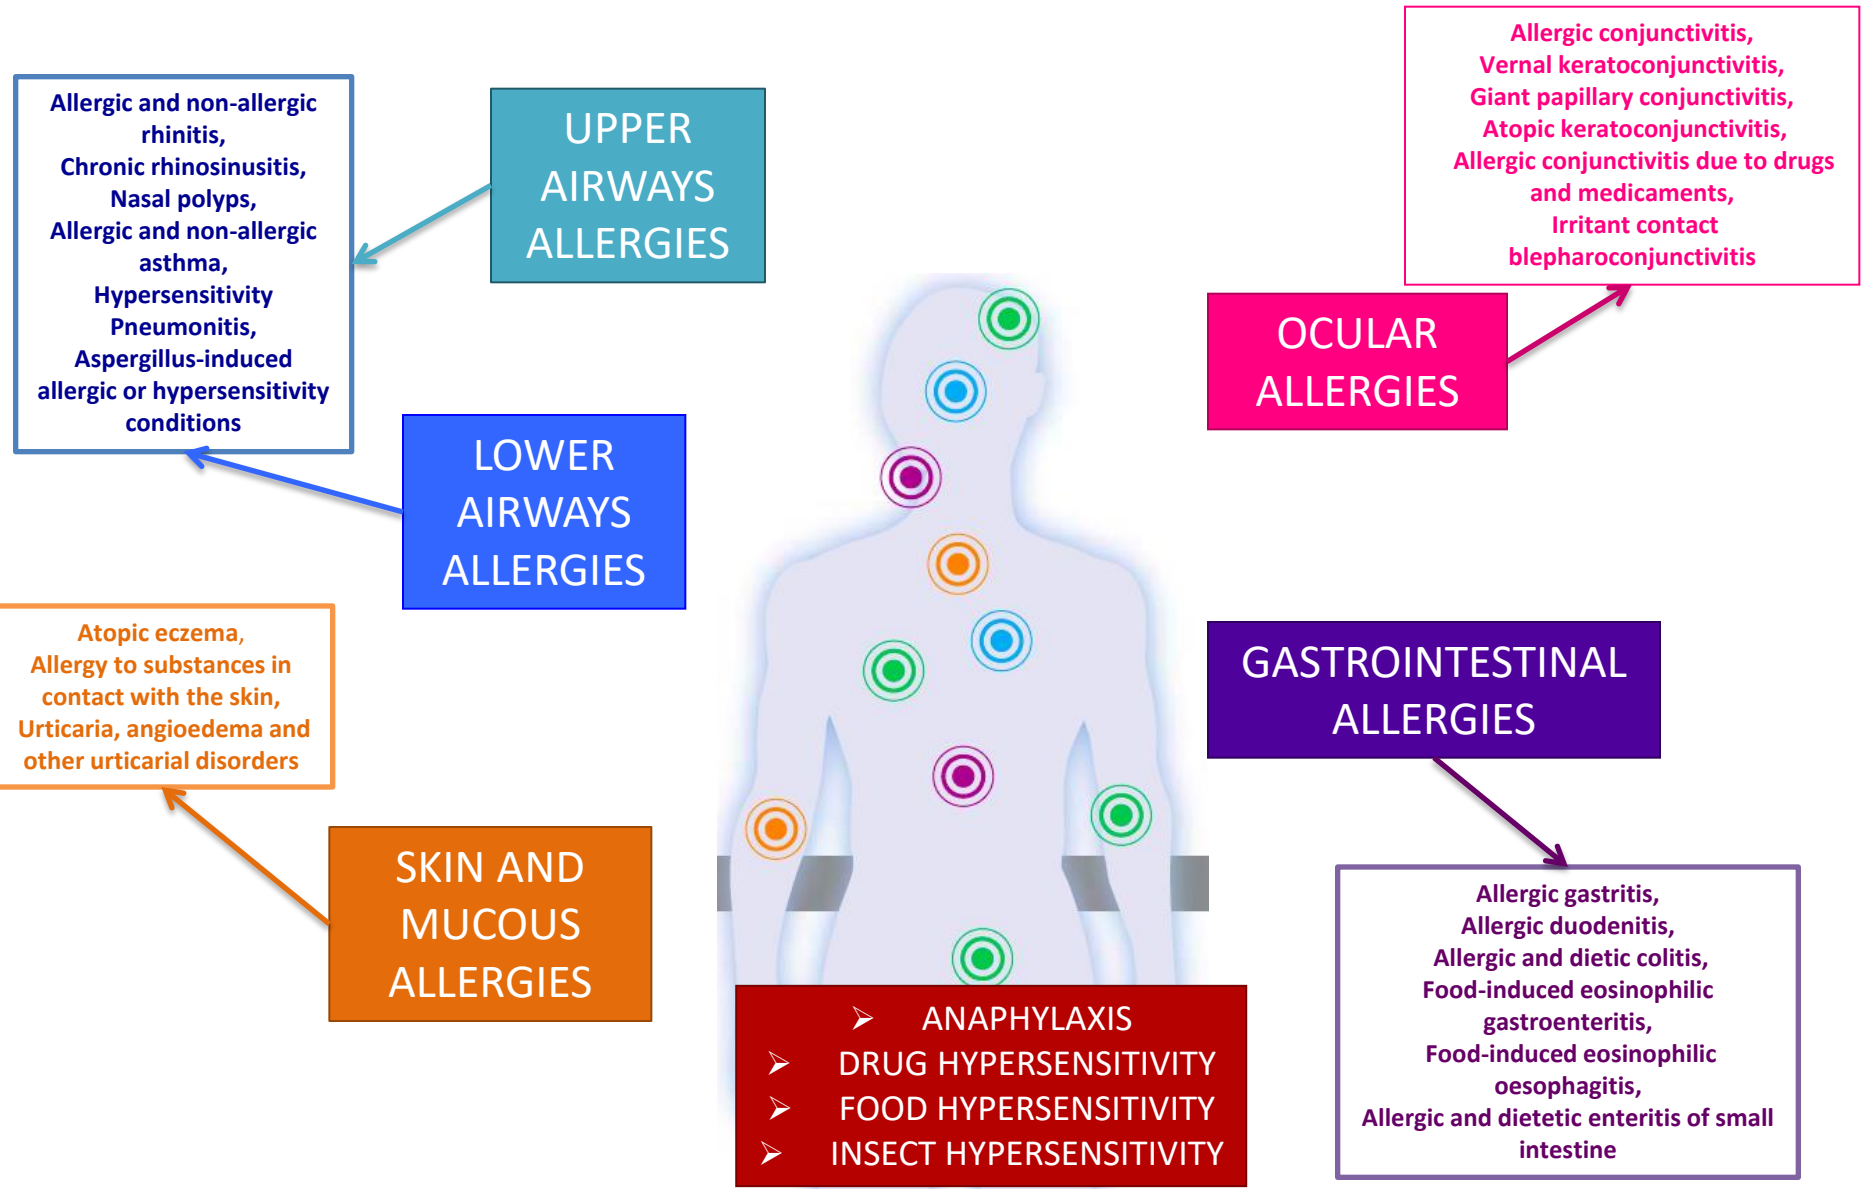 Allergic and non-allergic
rhinitis,
Chronic rhinosinusitis,
Nasal polyps,
Allergic and non-allergic
asthma,
Hypersensitivity
Pneumonitis,
Aspergillus-induced
allergic or hypersensitivity
conditions
UPPER
AIRWAYS
ALLERGIES
LOWER
AIRWAYS
ALLERGIES
Atopic eczema,
Allergy to substances in
contact with the skin,
Urticaria, angioedema and
other urticarial disorders
SKIN AND
MUCOUS
ALLERGIES
Allergic conjunctivitis,
Vernal keratoconjunctivitis,
Giant papillary conjunctivitis,
Atopic keratoconjunctivitis,
Allergic conjunctivitis due to drugs
and medicaments,
Irritant contact
blepharoconjunctivitis
OCULAR
ALLERGIES
GASTROINTESTINAL
ALLERGIES
Allergic gastritis,
Allergic duodenitis,
Allergic and dietic colitis,
Food-induced eosinophilic
gastroenteritis,
Food-induced eosinophilic
oesophagitis,
Allergic and dietetic enteritis of small
intestine
➢ ANAPHYLAXIS
➢ DRUG HYPERSENSITIVITY
➢ FOOD HYPERSENSITIVITY
➢ INSECT HYPERSENSITIVITY